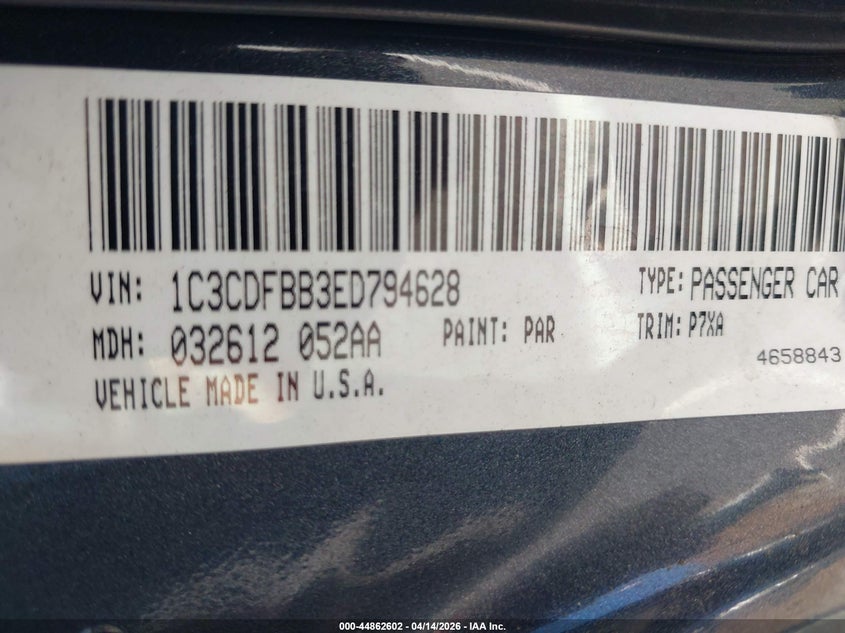 VIN: 1C3CDFBB3ED794628
TYPE: PASSENGER CAR
MDH: 032612 052AA
PAINT: PAR
TRIM: P7XA
4658843
VEHICLE MADE IN U.S.A.
000-44862602 - 04/14/2026 - IAA Inc.